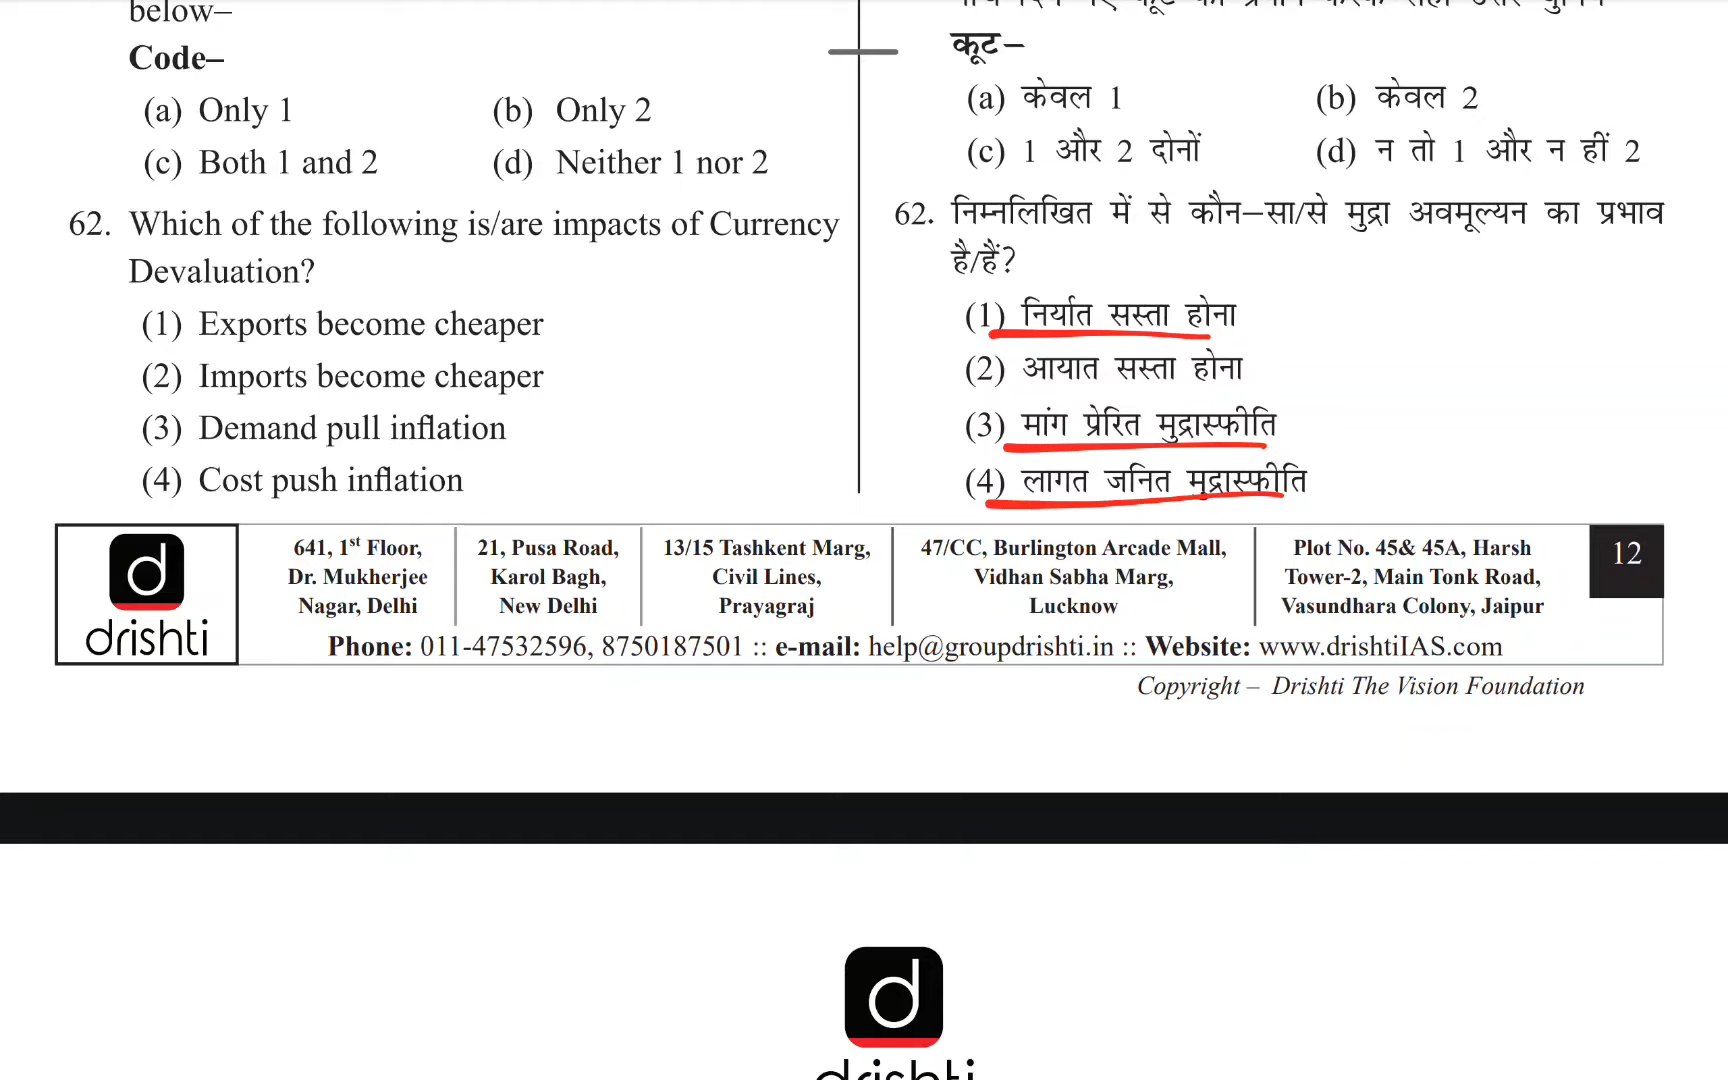 below–
Code–
(a) Only 1 (b) Only 2
(c) Both 1 and 2 (d) Neither 1 nor 2
62. Which of the following is/are impacts of Currency
Devaluation?
(1) Exports become cheaper
(2) Imports become cheaper
(3) Demand pull inflation
(4) Cost push inflation
कूट–
(a) केवल 1 (b) केवल 2
(c) 1 और 2 दोनों (d) न तो 1 और न हीं 2
62. निम्नलिखित में से कौन–सा/से मुद्रा अवमूल्यन का प्रभाव
है/हैं?
(1) निर्यात सस्ता होना
(2) आयात सस्ता होना
(3) मांग प्रेरित मुद्रास्फीति
(4) लागत जनित मुद्रास्फीति
drishti
641, 1st Floor,
Dr. Mukherjee
Nagar, Delhi
21, Pusa Road,
Karol Bagh,
New Delhi
13/15 Tashkent Marg,
Civil Lines,
Prayagraj
47/CC, Burlington Arcade Mall,
Vidhan Sabha Marg,
Lucknow
Plot No. 45& 45A, Harsh
Tower-2, Main Tonk Road,
Vasundhara Colony, Jaipur
12
Phone: 011-47532596, 8750187501 :: e-mail: help@groupdrishti.in :: Website: www.drishtiIAS.com
Copyright – Drishti The Vision Foundation
drishti